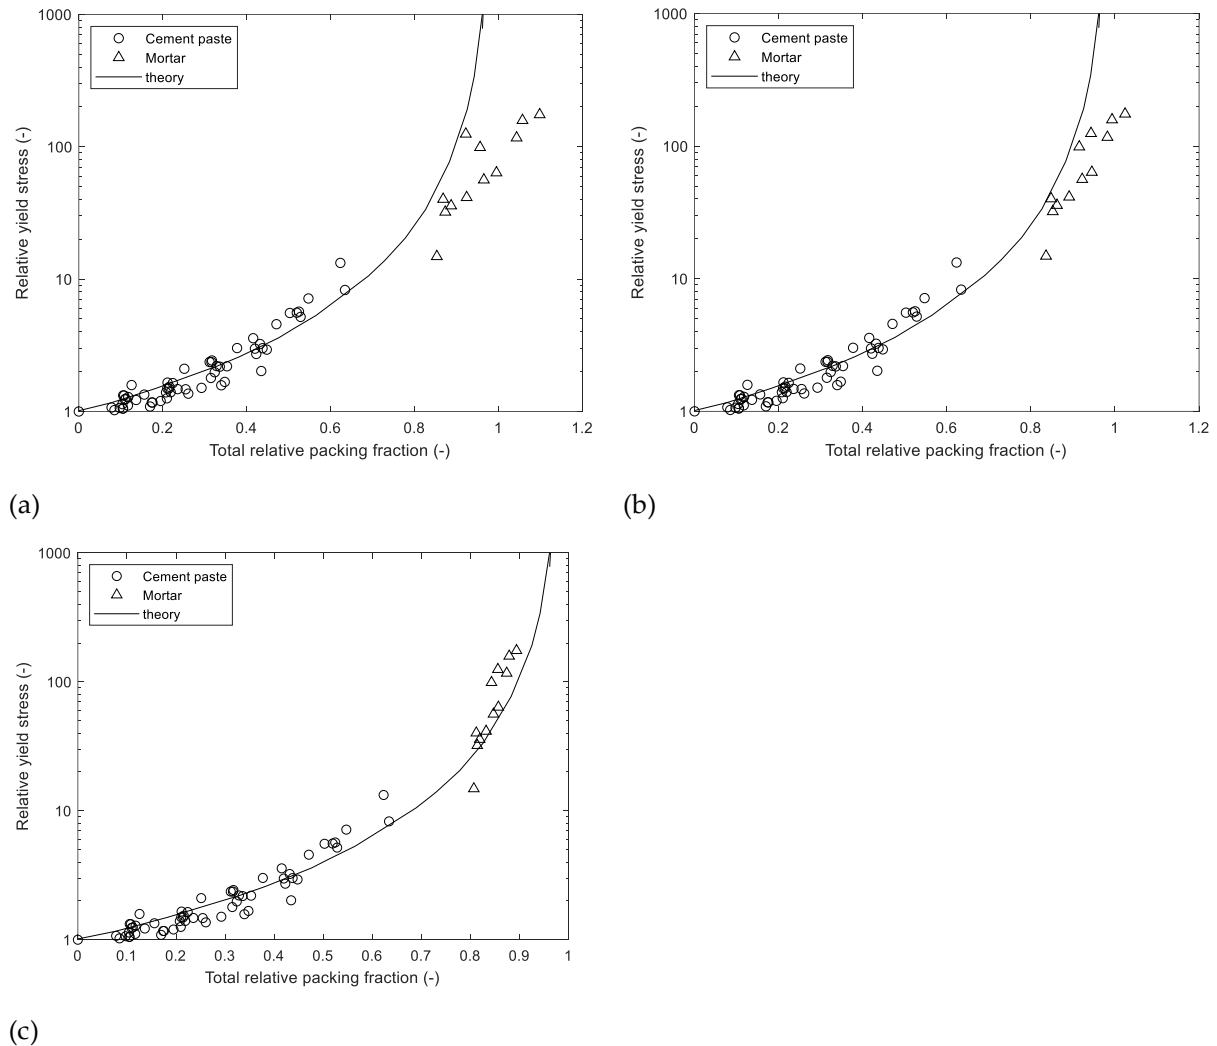 1000
100
10
1
Relative yield stress (-)
Cement paste
Mortar
theory
0 0.2 0.4 0.6 0.8 1 1.2
Total relative packing fraction (-)
(a)
1000
100
10
1
Relative yield stress (-)
Cement paste
Mortar
theory
0 0.2 0.4 0.6 0.8 1 1.2
Total relative packing fraction (-)
(b)
1000
100
10
1
Relative yield stress (-)
Cement paste
Mortar
theory
0 0.1 0.2 0.3 0.4 0.5 0.6 0.7 0.8 0.9 1
Total relative packing fraction (-)
(c)